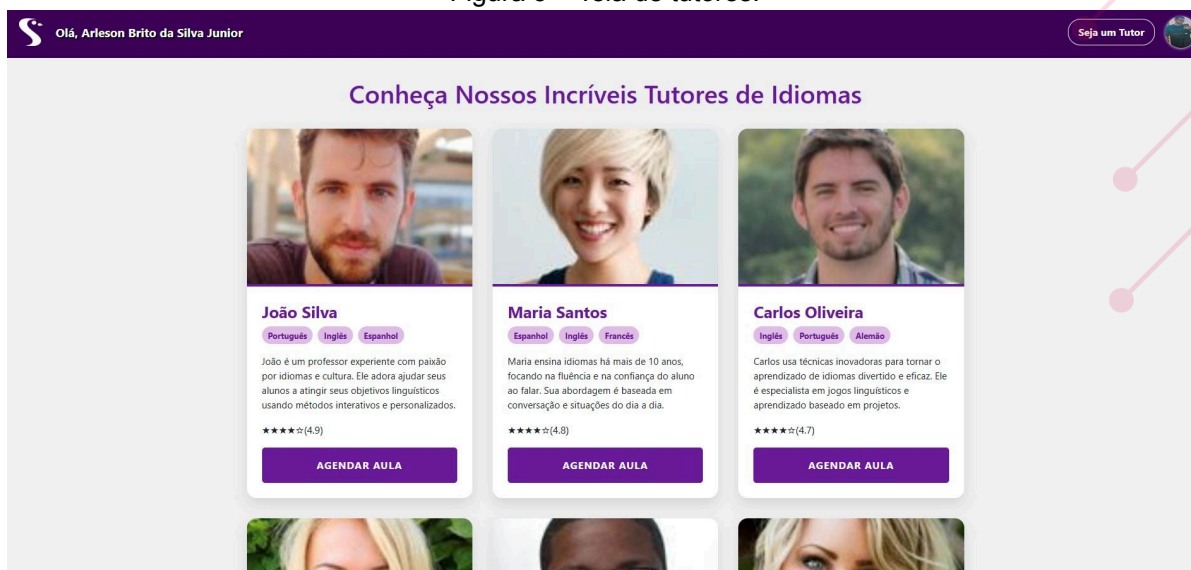 Olá, Arleson Brito da Silva Junior
Seja um Tutor
Conheça Nossos Incríveis Tutores de Idiomas
João Silva
Português Inglês Espanhol
João é um professor experiente com paixão
por idiomas e cultura. Ele adora ajudar seus
alunos a atingir seus objetivos linguísticos
usando métodos interativos e personalizados.
★★★★☆(4.9)
AGENDAR AULA
Maria Santos
Espanhol Inglês Francês
Maria ensina idiomas há mais de 10 anos,
focando na fluência e na confiança do aluno
ao falar. Sua abordagem é baseada em
conversação e situações do dia a dia.
★★★★☆(4.8)
AGENDAR AULA
Carlos Oliveira
Inglês Português Alemão
Carlos usa técnicas inovadoras para tornar o
aprendizado de idiomas divertido e eficaz. Ele
é especialista em jogos linguísticos e
aprendizado baseado em projetos.
★★★★☆(4.7)
AGENDAR AULA